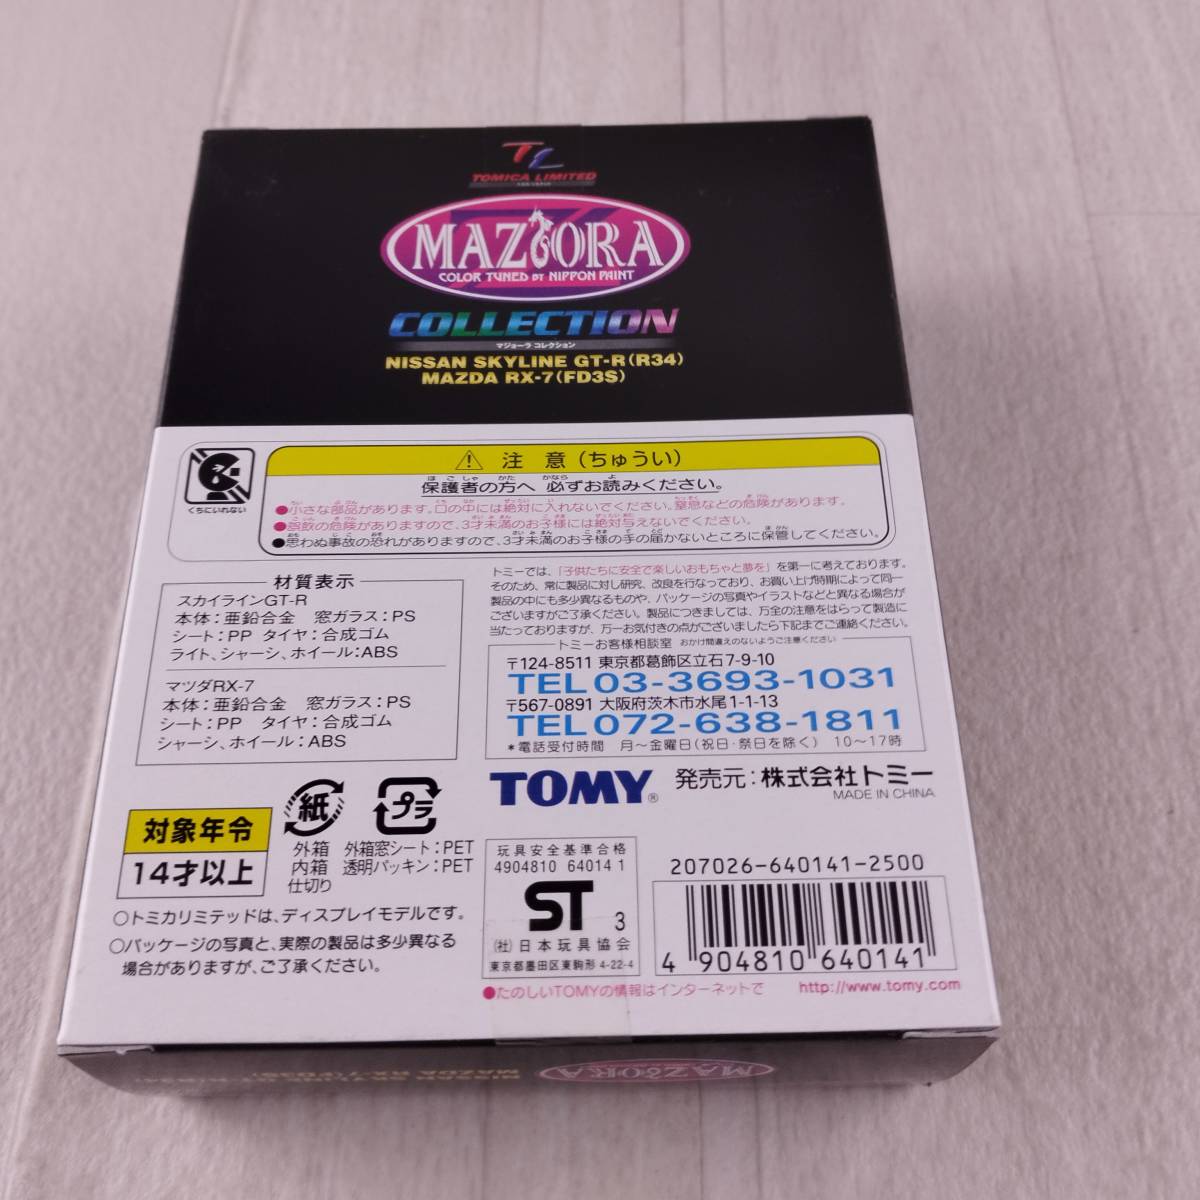 TL
TOMICA LIMITED
MAZIORA
COLOR TUNED BY NIPPON PAINT
COLLECTION
マジョーラ コレクション
NISSAN SKYLINE GT-R(R34)
MAZDA RX-7(FD3S)
くちにいれない
注 意 (ちゅうい)
保護者の方へ 必ずお読みください。
●小さな部品があります。口の中には絶対に入れないでください。窒息などの危険があります。
●誤飲の危険がありますので、3才未満のお子様には絶対与えないでください。
●思わぬ事故の恐れがありますので、3才未満のお子様の手の届かないところに保管してください。
材質表示
スカイラインGT-R
本体:亜鉛合金 窓ガラス:PS
シート:PP タイヤ:合成ゴム
ライト、シャーシ、ホイール:ABS
マツダRX-7
本体:亜鉛合金 窓ガラス:PS
シート:PP タイヤ:合成ゴム
シャーシ、ホイール:ABS
トミーでは、「子供たちに安全で楽しいおもちゃと夢を」を第一に考えております。
そのため、常に製品に対し研究、改良を行なっており、お買い上げ時期によって同一
製品の中にも多少異なるものや、パッケージの写真やイラストなどと異なる場合が
ございますがご了承ください。製品につきましては、万全の注意をはらって製造に
当たっておりますが、万一お気付きの点がございましたら下記までご連絡ください。
トミーお客様相談室 おかけ間違えのないようご注意ください
〒124-8511 東京都葛飾区立石7-9-10
TEL03-3693-1031
〒567-0891 大阪府茨木市水尾1-1-13
TEL072-638-1811
*電話受付時間 月〜金曜日(祝日・祭日を除く) 10〜17時
TOMY® 発売元:株式会社トミー
MADE IN CHINA
対象年令
14才以上
紙
プラ
外箱 外箱窓シート:PET
内箱 透明パッキン:PET
仕切り
○トミカリミテッドは、ディスプレイモデルです。
○パッケージの写真と、実際の製品は多少異なる
場合がありますが、ご了承ください。
玩具安全基準合格
4904810 64014 1
ST 3
(社)日本玩具協会
東京都墨田区東駒形4-22-4
207026-640141-2500
4 904810 640141
●たのしいTOMYの情報はインターネットで http://www.tomy.com
MAZIORA
NISSAN SKYLINE GT-R(R34)
MAZDA RX-7(FD3S)